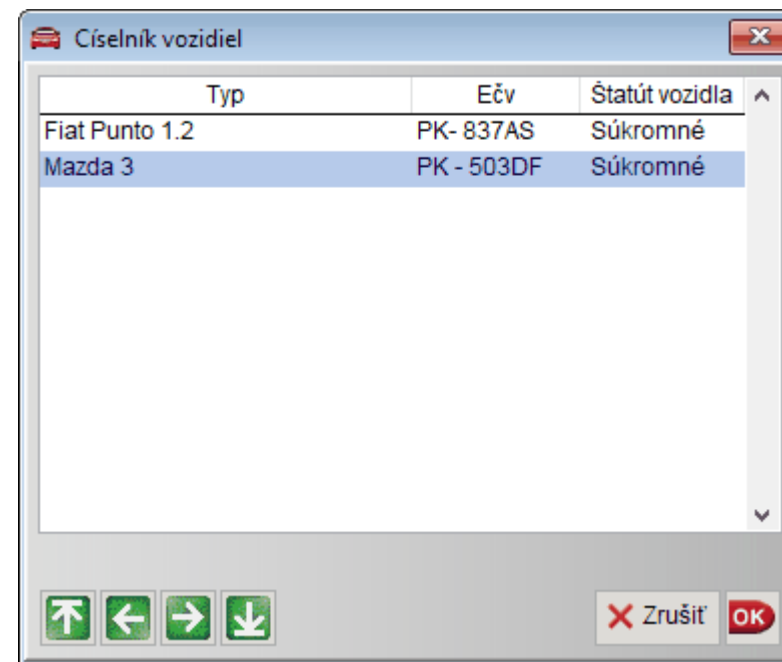 Číselník vozidiel
Typ Ečv Štatút vozidla
Fiat Punto 1.2 PK- 837AS Súkromné
Mazda 3 PK - 503DF Súkromné
Zrušiť OK